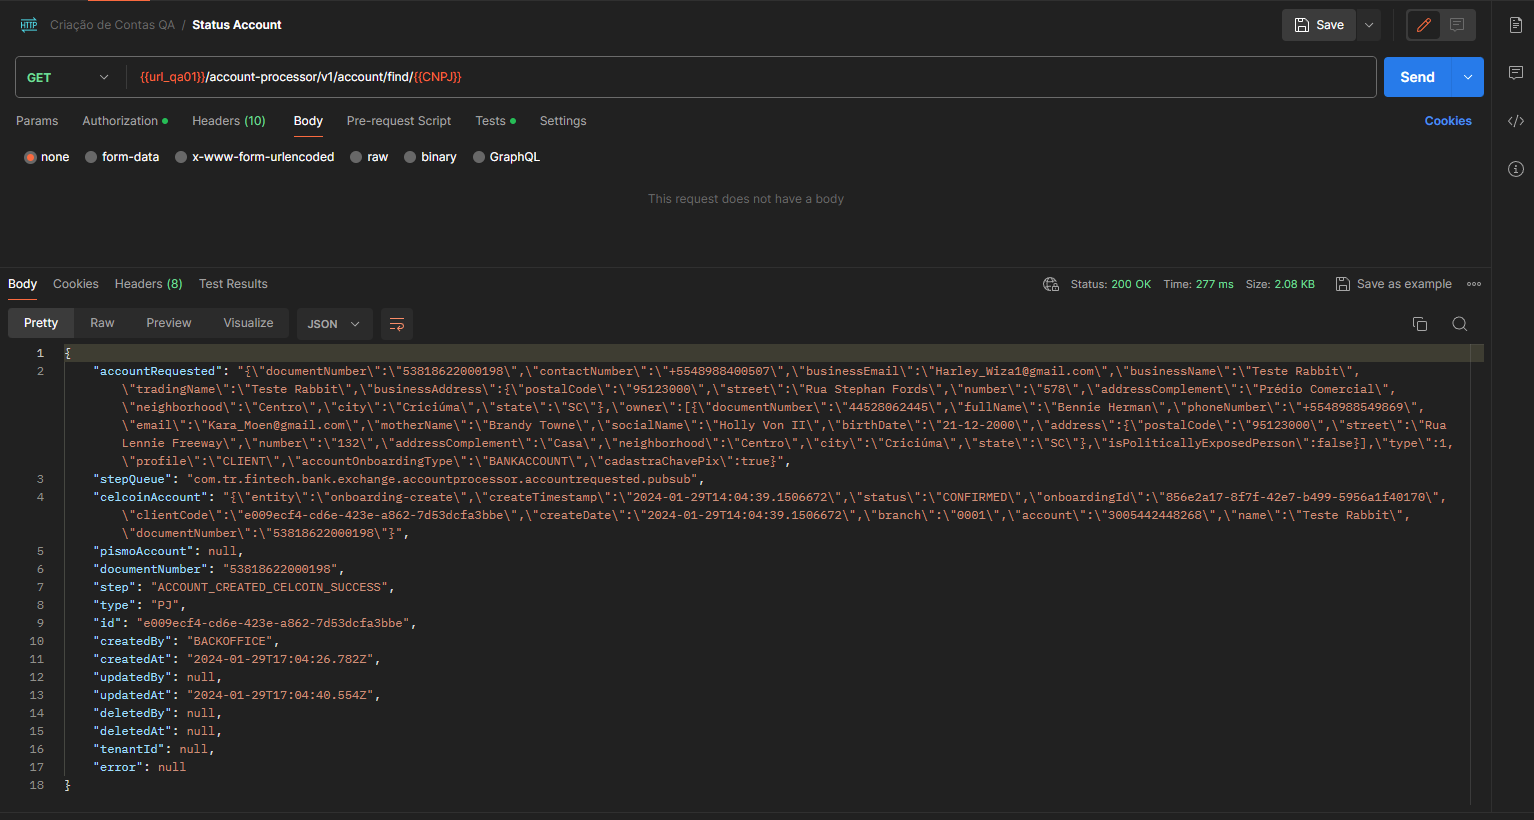 Criação de Contas QA / Status Account
Save
GET
{{url_qa01}}/account-processor/v1/account/find/{{CNPJ}}
Send
Params Authorization Headers (10) Body Pre-request Script Tests Settings
Cookies
none form-data x-www-form-urlencoded raw binary GraphQL
This request does not have a body
Body Cookies Headers (8) Test Results
Status: 200 OK Time: 277 ms Size: 2.08 KB Save as example
Pretty Raw Preview Visualize JSON
1 {
2 "accountRequested": "{\"documentNumber\":\"53818622000198\",\"contactNumber\":\"+5548988400507\",\"businessEmail\":\"Harley_Wiza1@gmail.com\",\"businessName\":\"Teste Rabbit\",
\"tradingName\":\"Teste Rabbit\",\"businessAddress\":{\"postalCode\":\"95123000\",\"street\":\"Rua Stephan Fords\",\"number\":\"578\",\"addressComplement\":\"Prédio Comercial\",
\"neighborhood\":\"Centro\",\"city\":\"Criciúma\",\"state\":\"SC\"},\"owner\":[{\"documentNumber\":\"44528062445\",\"fullName\":\"Bennie Herman\",\"phoneNumber\":\"+5548988549869\",
\"email\":\"Kara_Moen@gmail.com\",\"motherName\":\"Brandy Towne\",\"socialName\":\"Holly Von II\",\"birthDate\":\"21-12-2000\",\"address\":{\"postalCode\":\"95123000\",\"street\":\"Rua
Lennie Freeway\",\"number\":\"132\",\"addressComplement\":\"Casa\",\"neighborhood\":\"Centro\",\"city\":\"Criciúma\",\"state\":\"SC\"},\"isPoliticallyExposedPerson\":false}],\"type\":1,
\"profile\":\"CLIENT\",\"accountOnboardingType\":\"BANKACCOUNT\",\"cadastraChavePix\":true}",
3 "stepQueue": "com.tr.fintech.bank.exchange.accountprocessor.accountrequested.pubsub",
4 "celcoinAccount": "{\"entity\":\"onboarding-create\",\"createTimestamp\":\"2024-01-29T14:04:39.1506672\",\"status\":\"CONFIRMED\",\"onboardingId\":\"856e2a17-8f7f-42e7-b499-5956a1f40170\",
\"clientCode\":\"e009ecf4-cd6e-423e-a862-7d53dcfa3bbe\",\"createDate\":\"2024-01-29T14:04:39.1506672\",\"branch\":\"0001\",\"account\":\"3005442448268\",\"name\":\"Teste Rabbit\",
\"documentNumber\":\"53818622000198\"}",
5 "pismoAccount": null,
6 "documentNumber": "53818622000198",
7 "step": "ACCOUNT_CREATED_CELCOIN_SUCCESS",
8 "type": "PJ",
9 "id": "e009ecf4-cd6e-423e-a862-7d53dcfa3bbe",
10 "createdBy": "BACKOFFICE",
11 "createdAt": "2024-01-29T17:04:26.782Z",
12 "updatedBy": null,
13 "updatedAt": "2024-01-29T17:04:40.554Z",
14 "deletedBy": null,
15 "deletedAt": null,
16 "tenantId": null,
17 "error": null
18 }